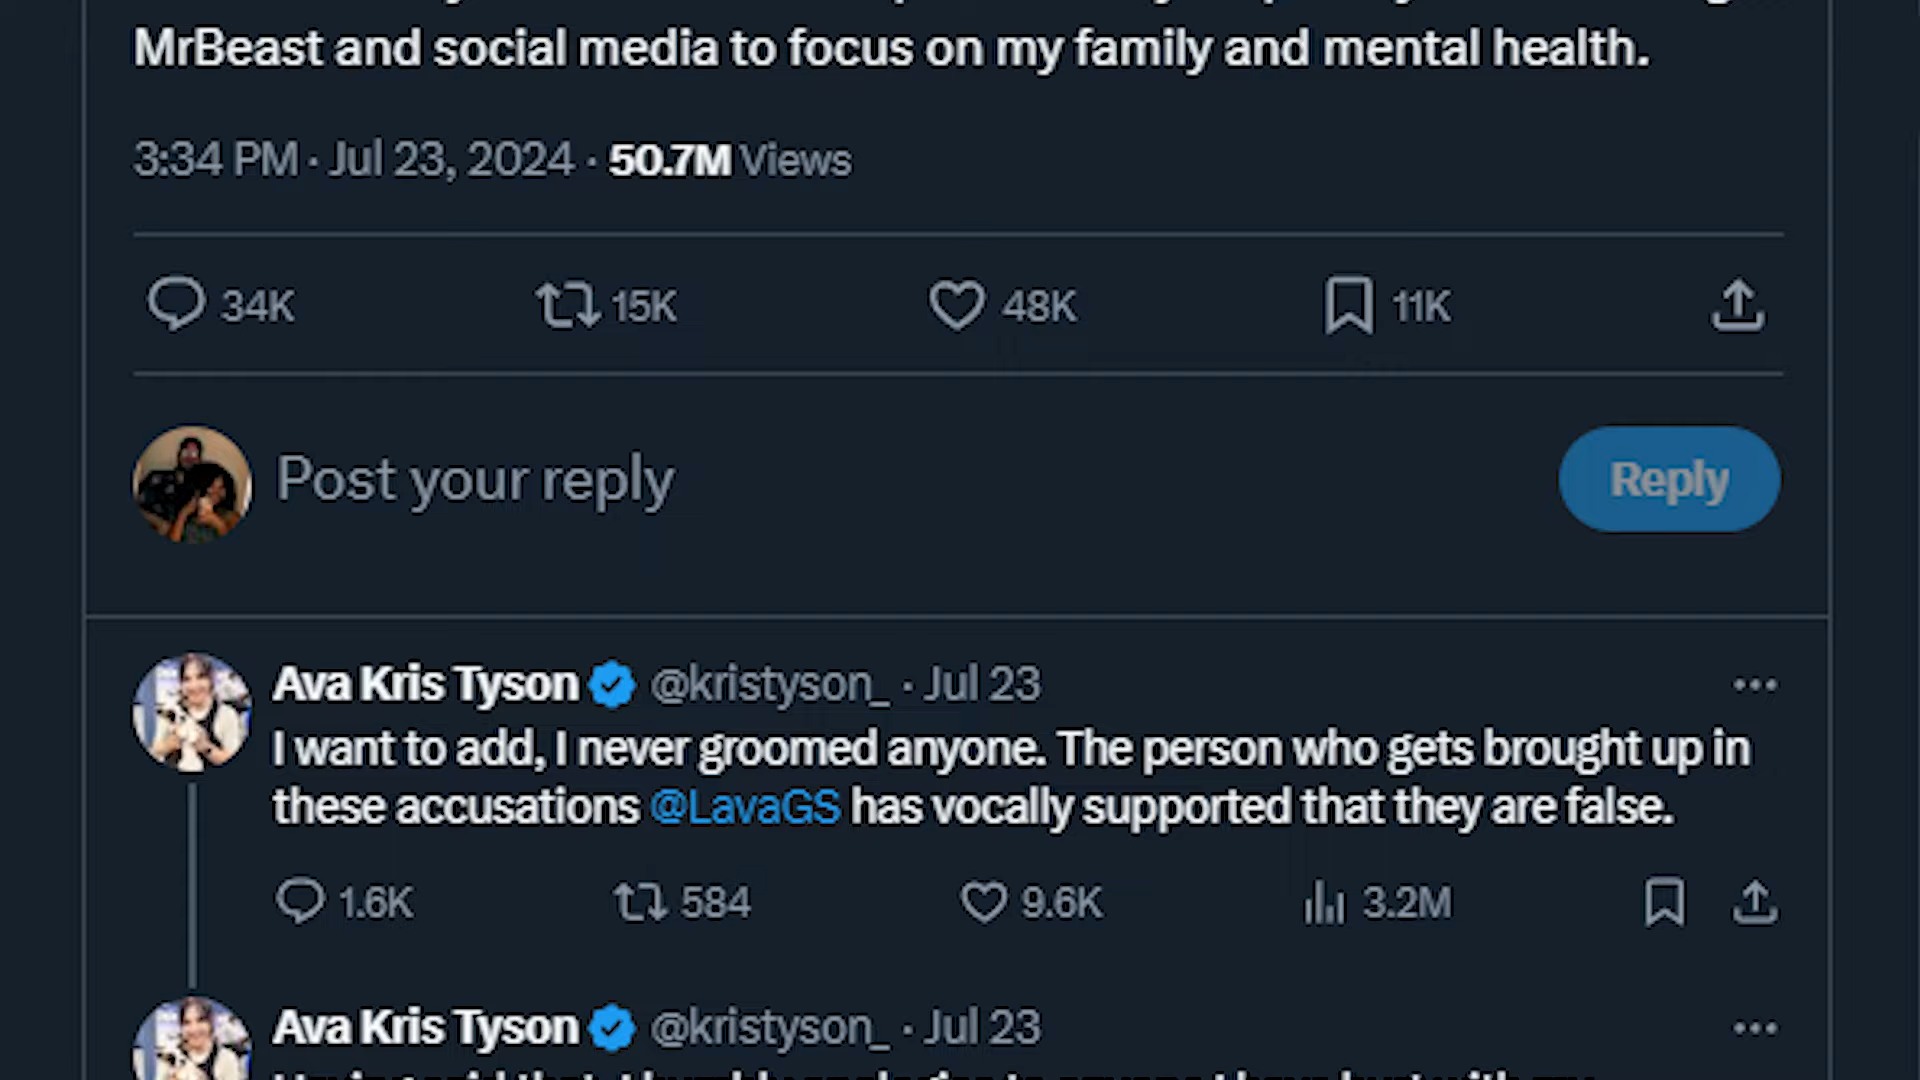 MrBeast and social media to focus on my family and mental health.
3:34 PM · Jul 23, 2024 · 50.7M Views
34K 15K 48K 11K
Post your reply Reply
Ava Kris Tyson @kristyson_ · Jul 23
I want to add, I never groomed anyone. The person who gets brought up in
these accusations @LavaGS has vocally supported that they are false.
1.6K 584 9.6K 3.2M
Ava Kris Tyson @kristyson_ · Jul 23